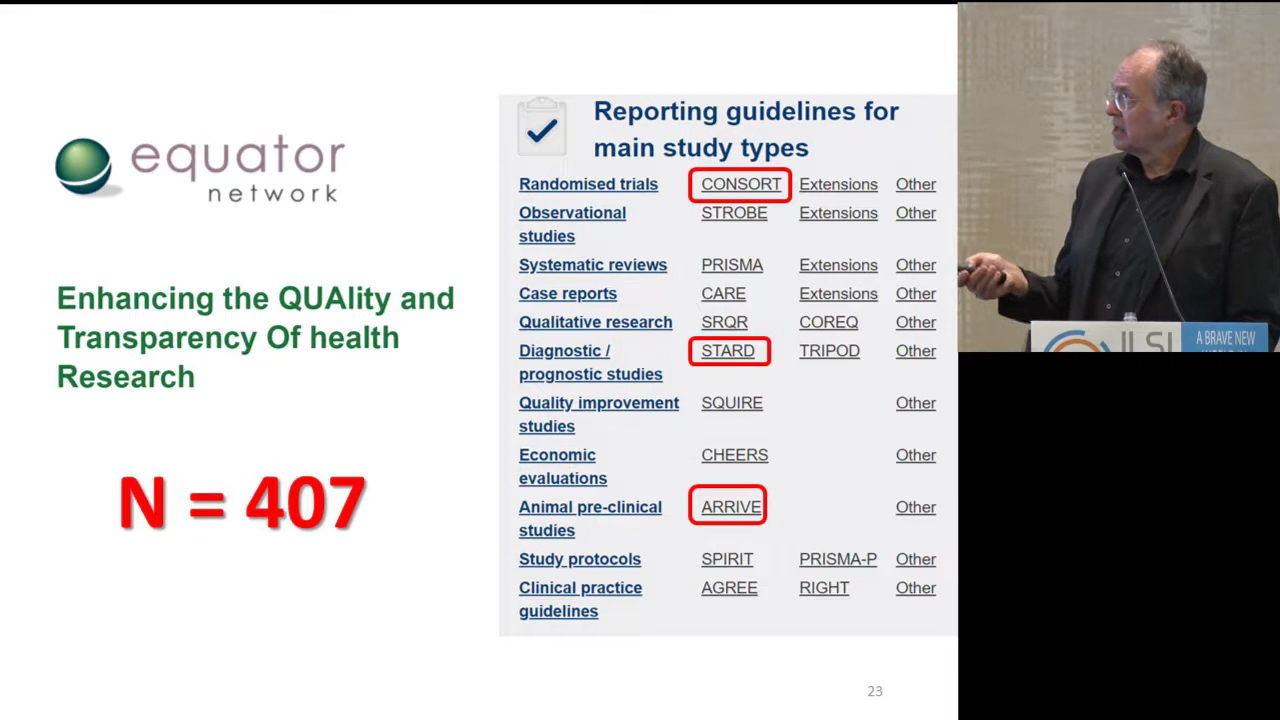 equator
network
Enhancing the QUAlity and
Transparency Of health
Research
N = 407
Reporting guidelines for
main study types
Randomised trials CONSORT Extensions Other
Observational
studies STROBE Extensions Other
Systematic reviews PRISMA Extensions Other
Case reports CARE Extensions Other
Qualitative research SRQR COREQ Other
Diagnostic /
prognostic studies STARD TRIPOD Other
Quality improvement
studies SQUIRE Other
Economic
evaluations CHEERS Other
Animal pre-clinical
studies ARRIVE Other
Study protocols SPIRIT PRISMA-P Other
Clinical practice
guidelines AGREE RIGHT Other
23
ILSI
A BRAVE NEW